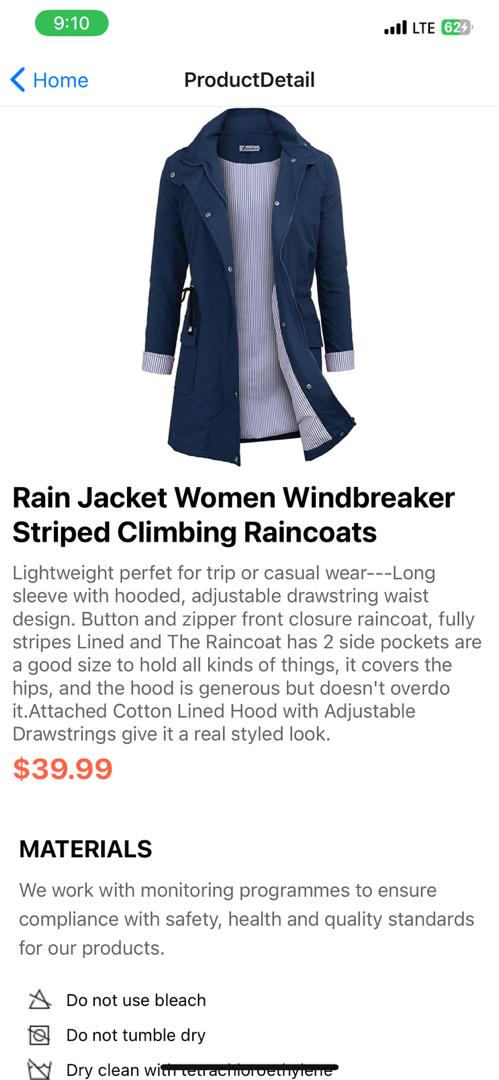 9:10
LTE 62
Home
ProductDetail
Rain Jacket Women Windbreaker
Striped Climbing Raincoats
Lightweight perfet for trip or casual wear---Long
sleeve with hooded, adjustable drawstring waist
design. Button and zipper front closure raincoat, fully
stripes Lined and The Raincoat has 2 side pockets are
a good size to hold all kinds of things, it covers the
hips, and the hood is generous but doesn't overdo
it.Attached Cotton Lined Hood with Adjustable
Drawstrings give it a real styled look.
$39.99
MATERIALS
We work with monitoring programmes to ensure
compliance with safety, health and quality standards
for our products.
Do not use bleach
Do not tumble dry
Dry clean with tetrachloroethylene